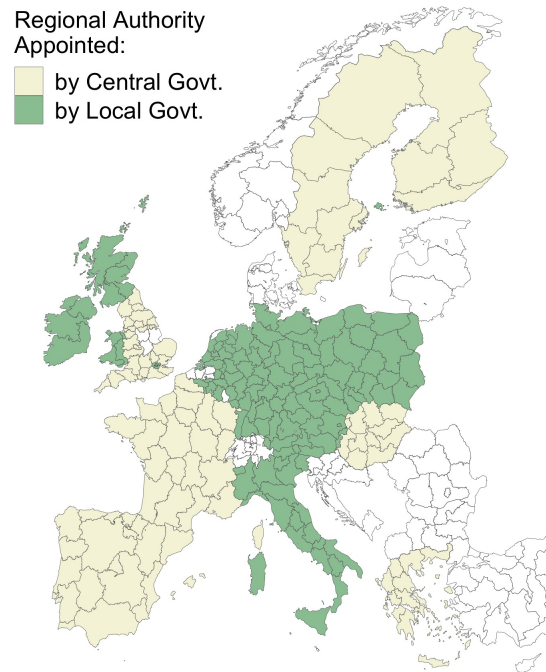 Regional Authority
Appointed:
by Central Govt.
by Local Govt.